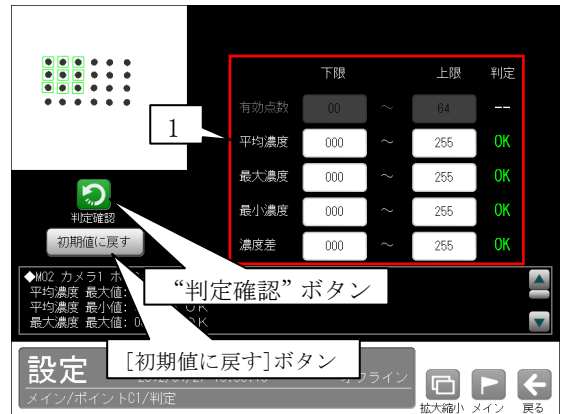 下限 上限 判定
有効点数 00 ～ 64 --
1
平均濃度 000 ～ 255 OK
最大濃度 000 ～ 255 OK
最小濃度 000 ～ 255 OK
濃度差 000 ～ 255 OK
判定確認
初期値に戻す
“判定確認” ボタン
◆M02 カメラ1
平均濃度 最大値:
平均濃度 最小値:
最大濃度 最大値: OK
[初期値に戻す]ボタン
設定
メイン/ポイントC1/判定
拡大縮小 メイン 戻る